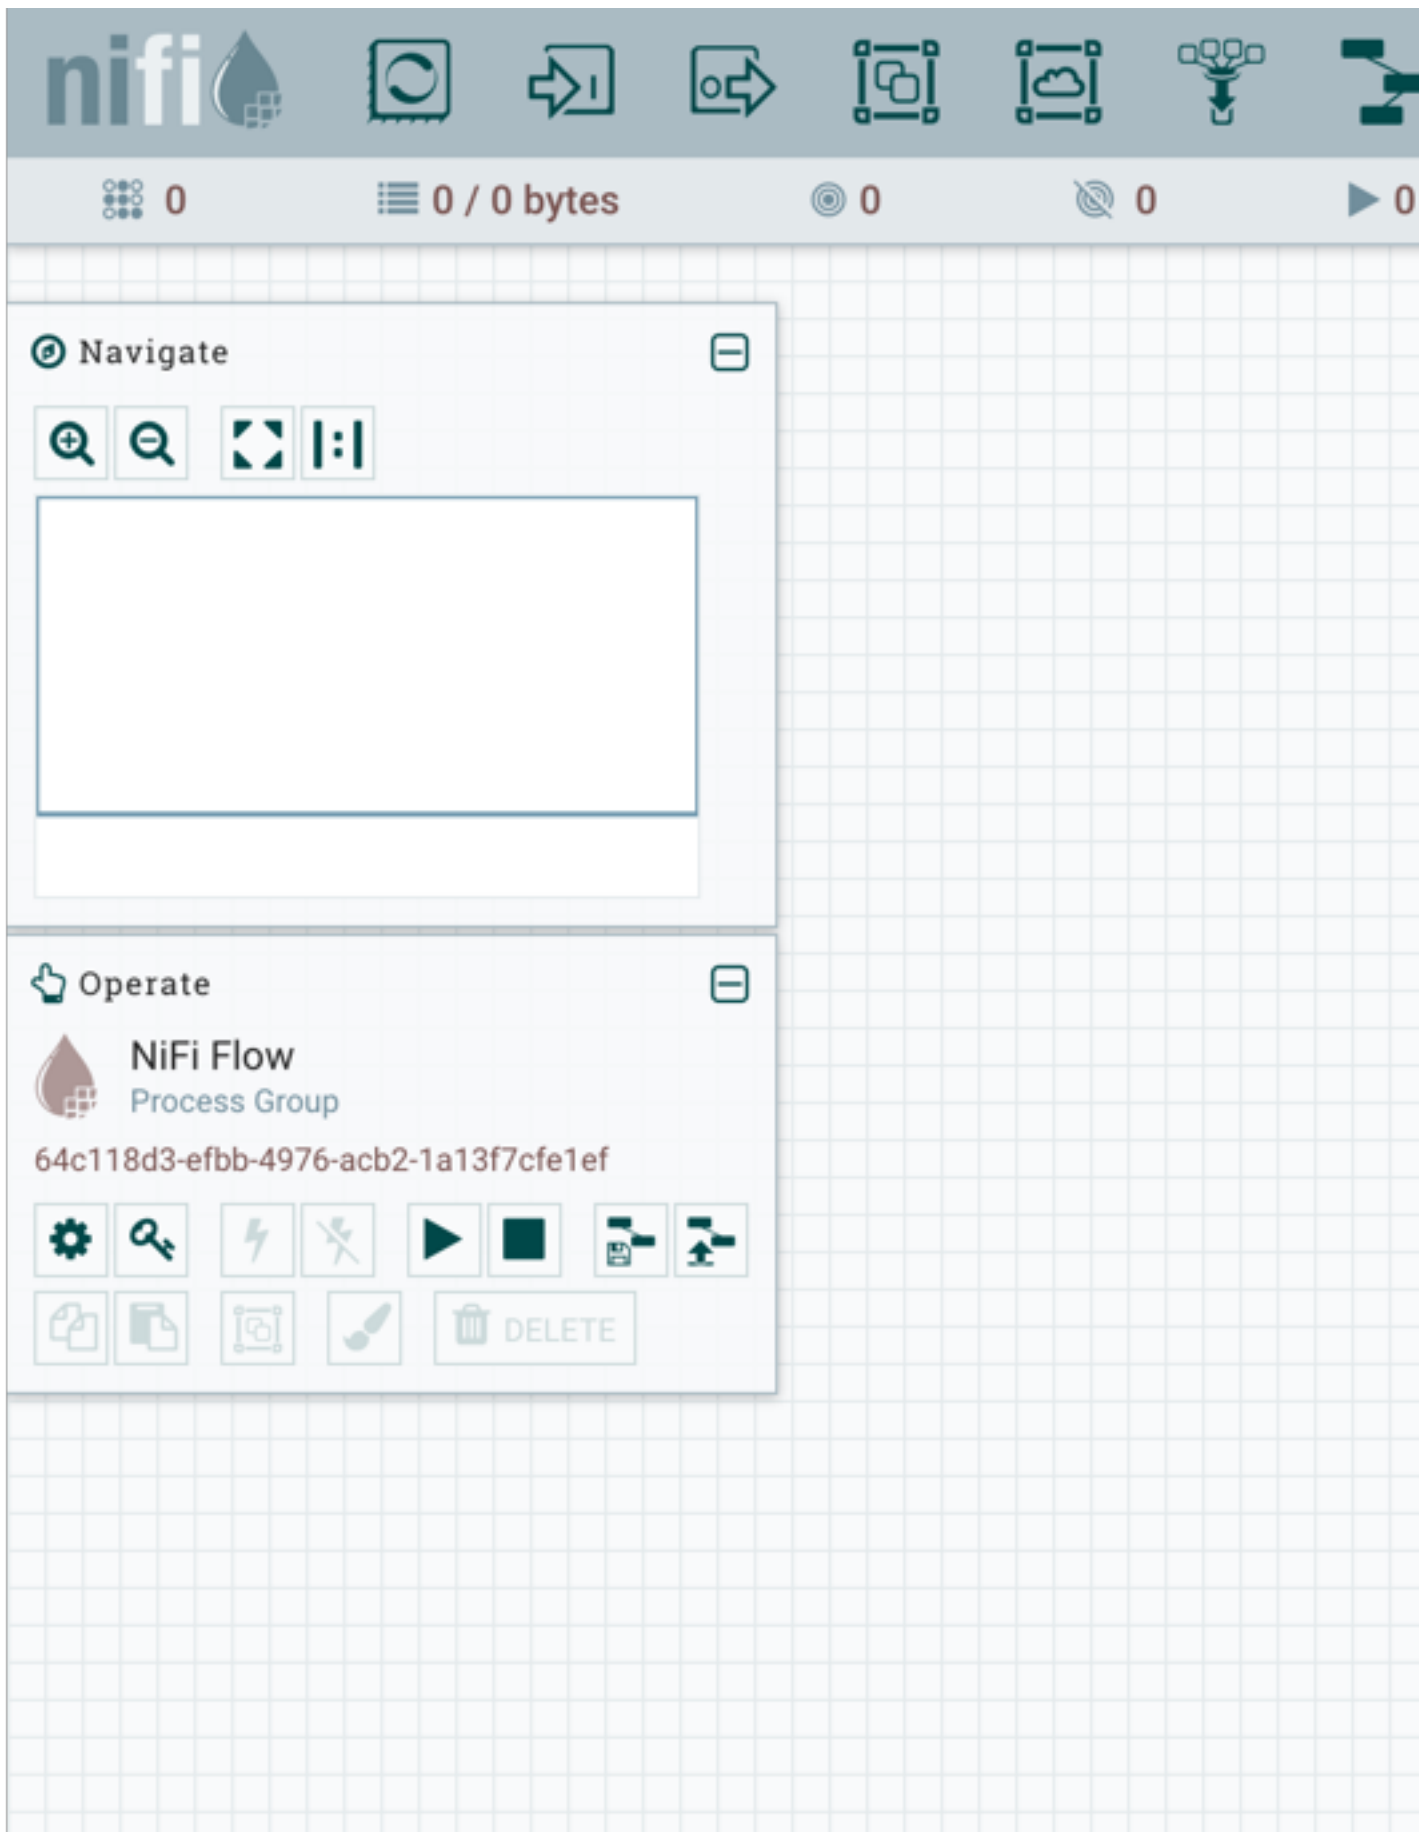 nifi
0 0 / 0 bytes 0 0 0
Navigate
Operate
NiFi Flow
Process Group
64c118d3-efbb-4976-acb2-1a13f7cfe1ef
DELETE